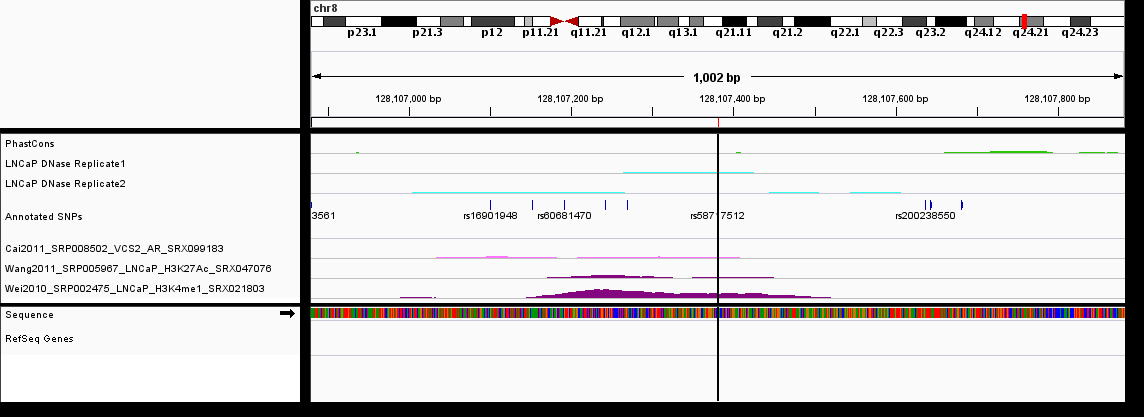 chr8
p23.1 p21.3 p12 p11.21 q11.21 q12.1 q13.1 q21.11 q21.2 q22.1 q22.3 q23.2 q24.12 q24.21 q24.23
1,002 bp
128,107,000 bp 128,107,200 bp 128,107,400 bp 128,107,600 bp 128,107,800 bp
PhastCons
LNCaP DNase Replicate1
LNCaP DNase Replicate2
Annotated SNPs
3561 rs16901948 rs60681470 rs58717512 rs200238550
Cai2011_SRP008502_VCS2_AR_SRX099183
Wang2011_SRP005967_LNCaP_H3K27Ac_SRX047076
Wei2010_SRP002475_LNCaP_H3K4me1_SRX021803
Sequence
RefSeq Genes